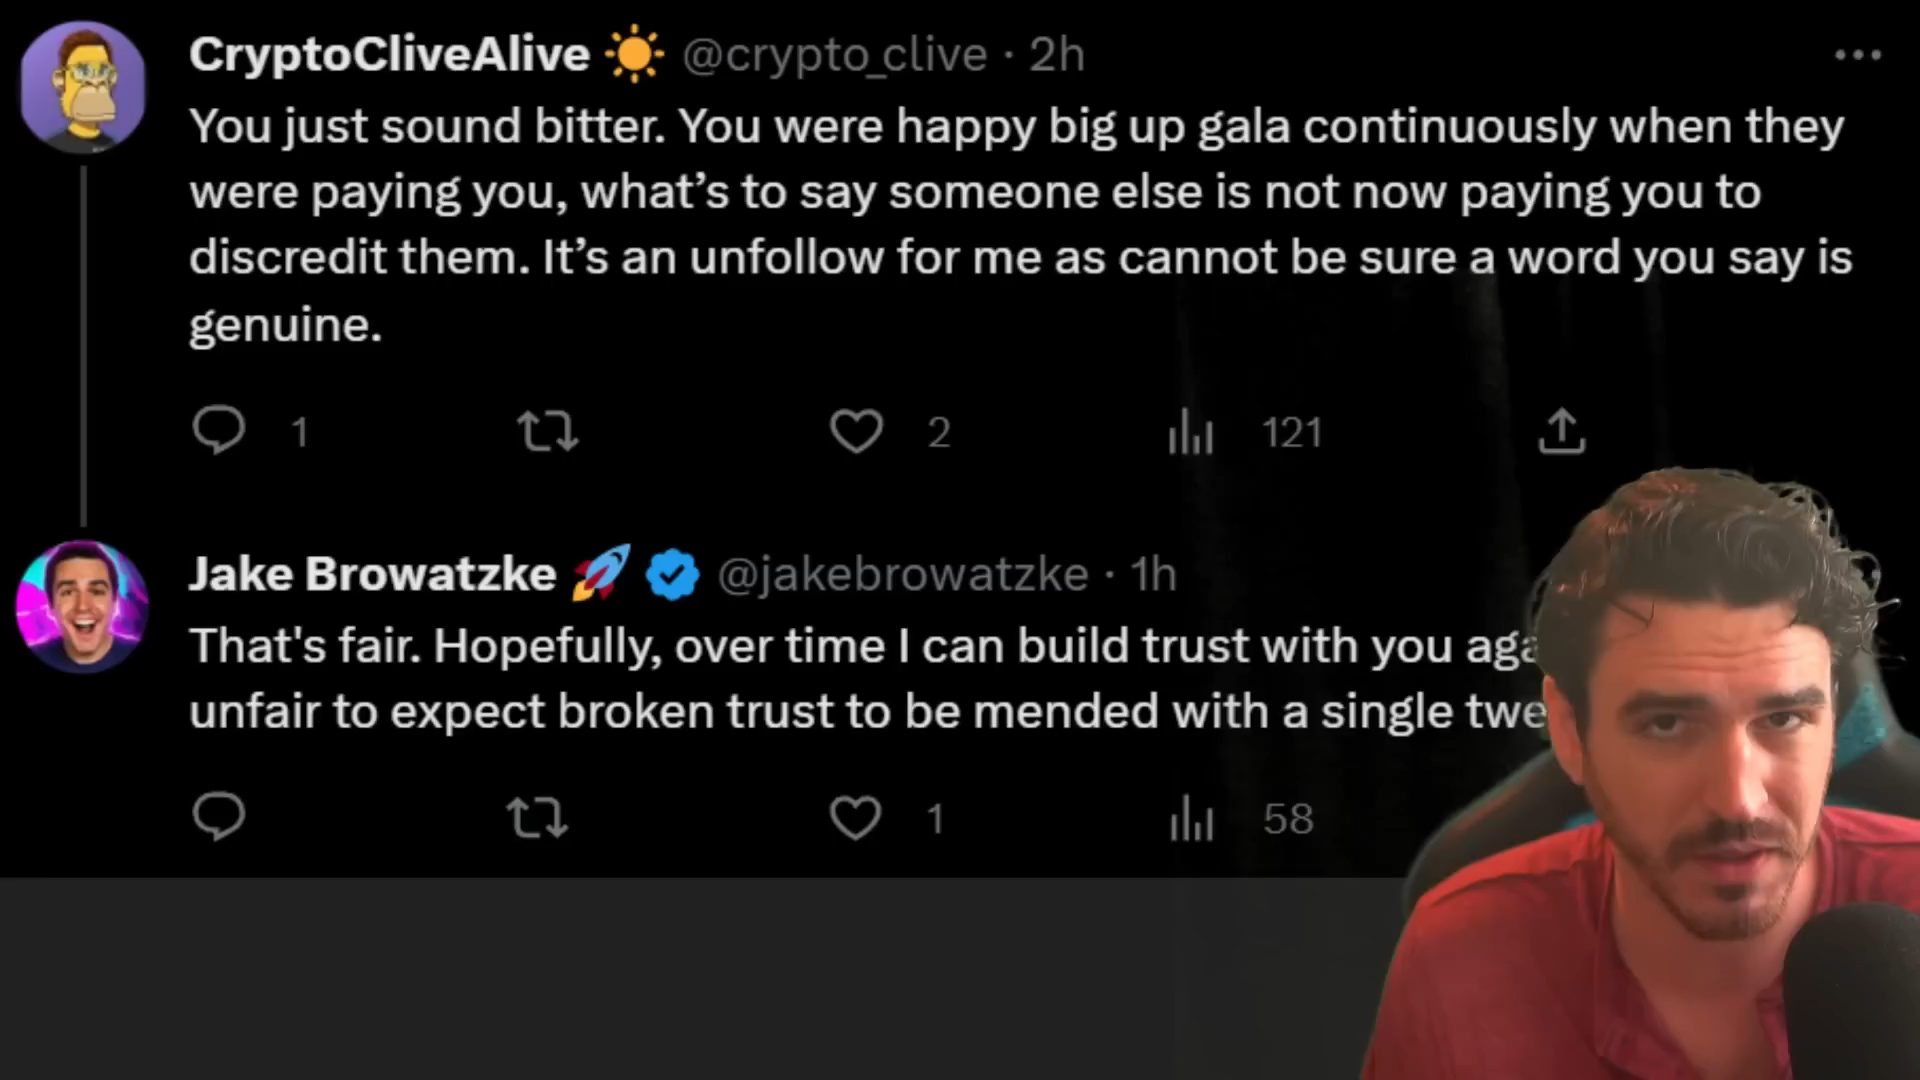 CryptoCliveAlive @crypto_clive · 2h
You just sound bitter. You were happy big up gala continuously when they
were paying you, what's to say someone else is not now paying you to
discredit them. It's an unfollow for me as cannot be sure a word you say is
genuine.
1 2 121
Jake Browatzke @jakebrowatzke · 1h
That's fair. Hopefully, over time I can build trust with you
unfair to expect broken trust to be mended with a single
1 58